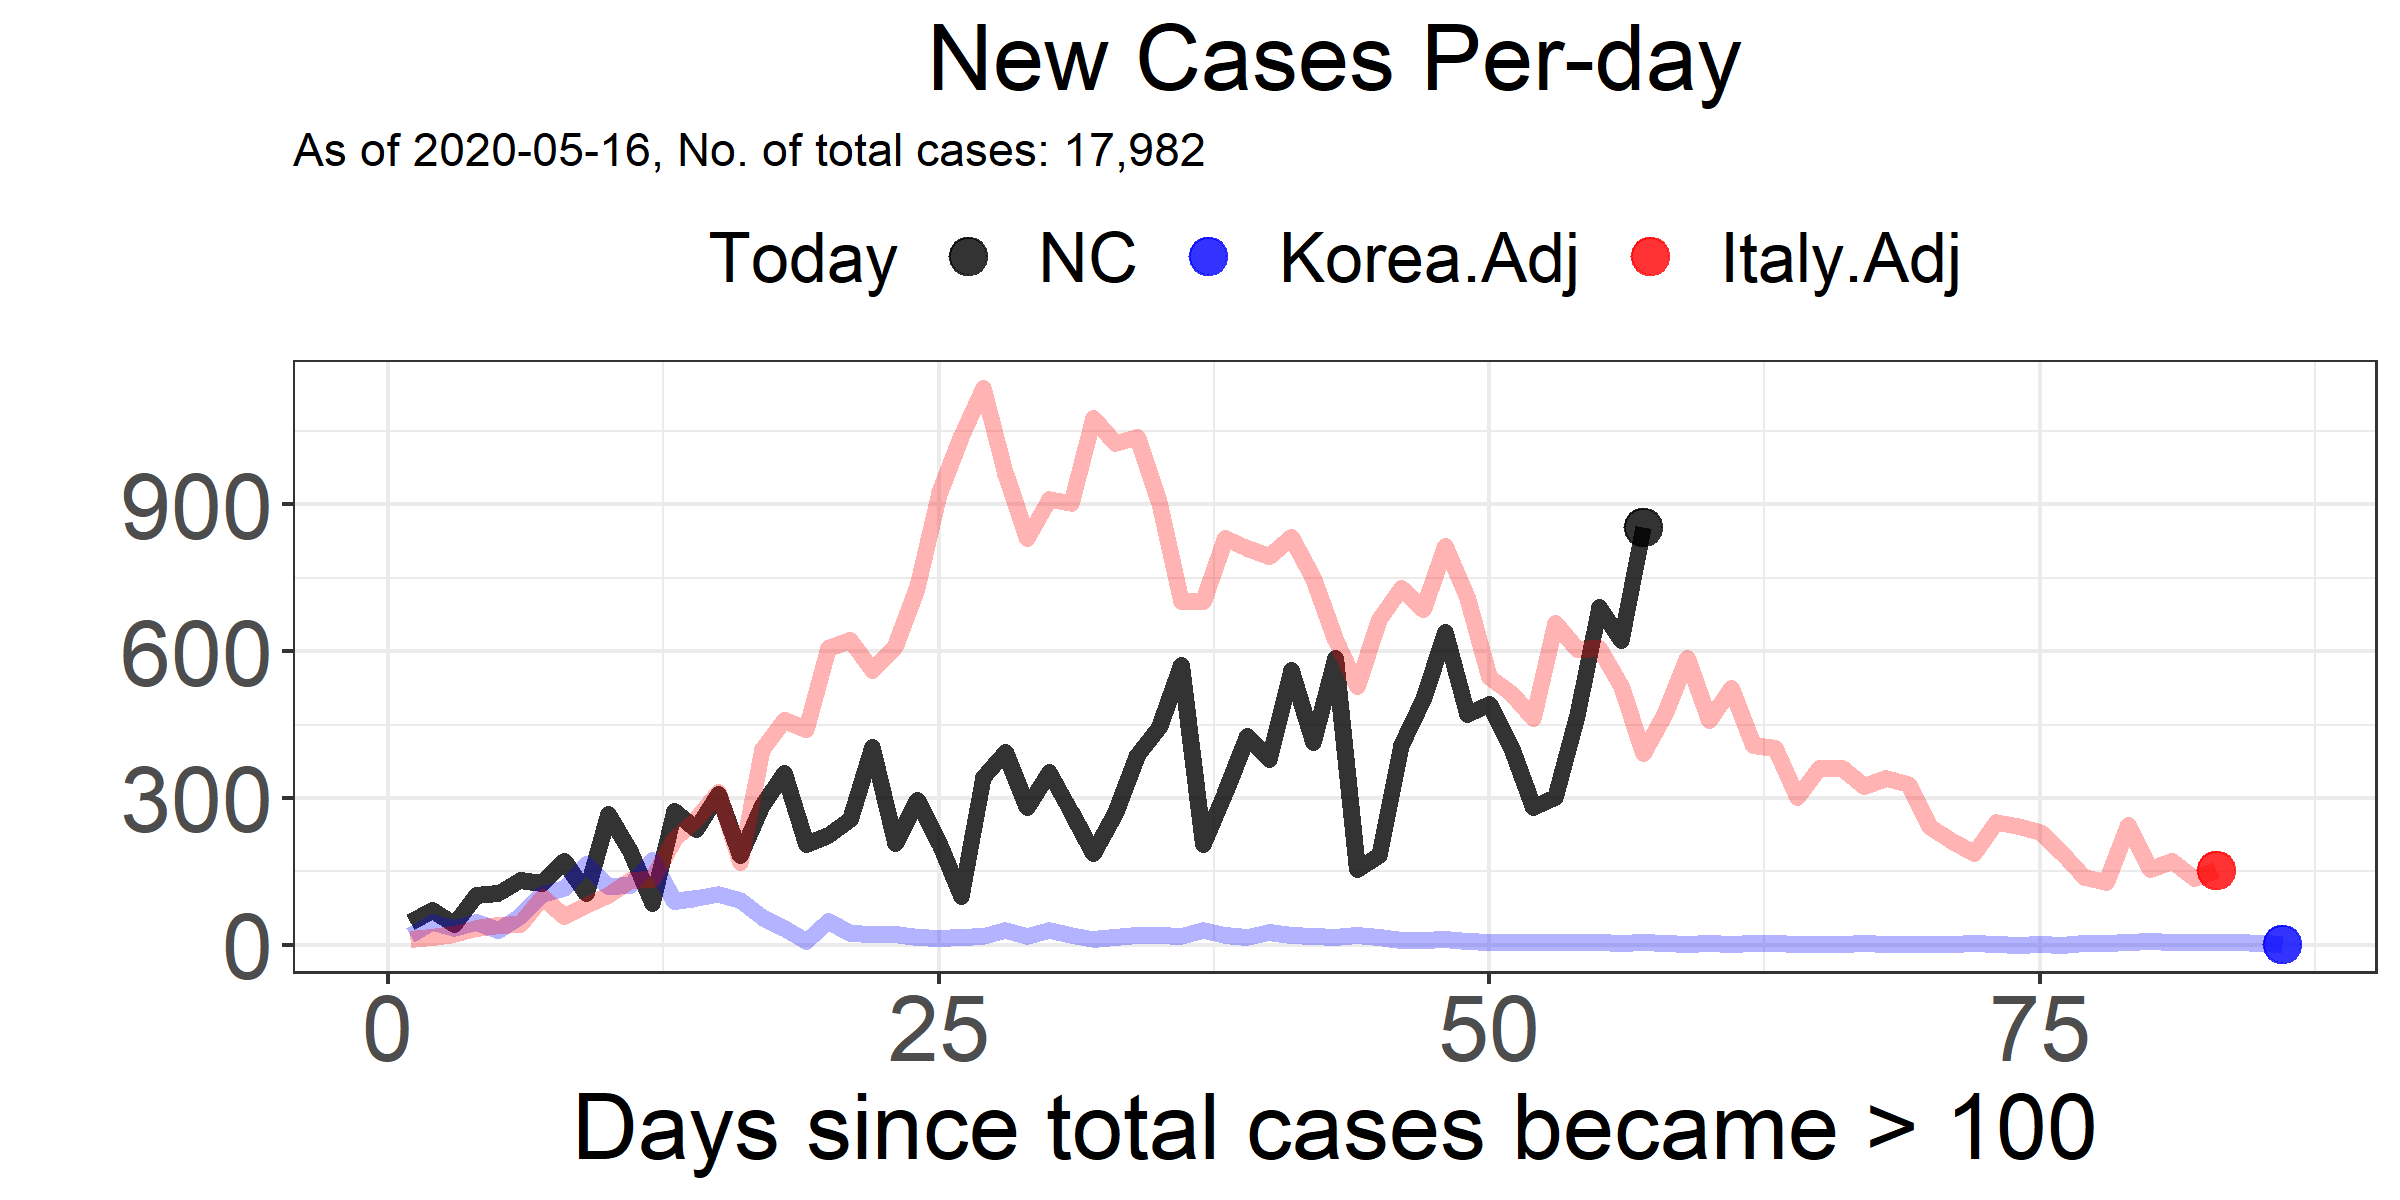 New Cases Per-day
As of 2020-05-16, No. of total cases: 17,982
Today NC Korea.Adj Italy.Adj
900
600
300
0
0 25 50 75
Days since total cases became > 100